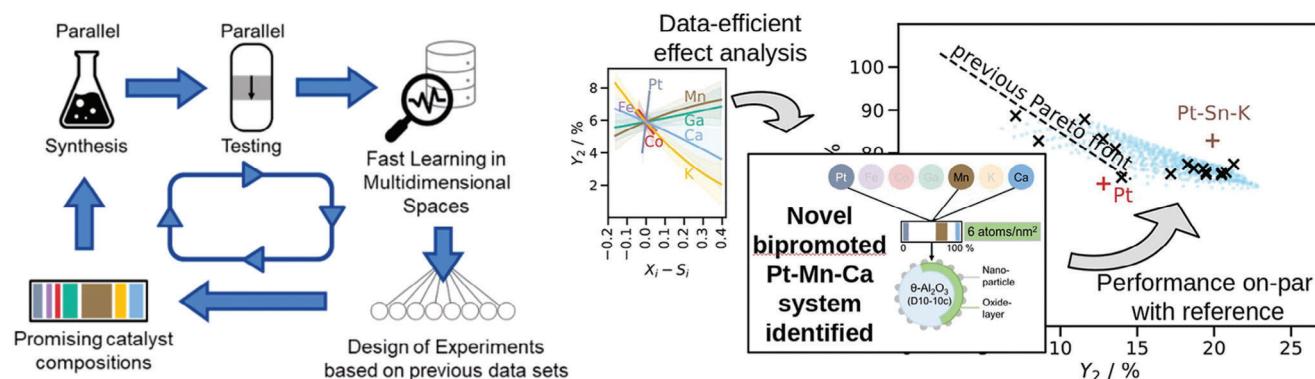 Parallel
Synthesis
Parallel
Testing
Fast Learning in
Multidimensional
Spaces
Design of Experiments
based on previous data sets
Promising catalyst
compositions
Data-efficient
effect analysis
Y₂ / %
8
6
4
2
Pt
Fe
Mn
Ga
Ca
Co
K
−0.2
−0.1
0.0
0.1
0.2
0.3
0.4
Xᵢ − Sᵢ
100
90
80
%
previous Pareto front
Pt-Sn-K
Pt
Pt Fe Co Ga Mn K Ca
Novel
bipromoted
Pt-Mn-Ca
system
identified
6 atoms/nm²
0 100 %
θ-Al₂O₃
(D10-10c)
Nano-
particle
Oxide-
layer
Performance on-par
with reference
10 15 20 25
Y₂ / %